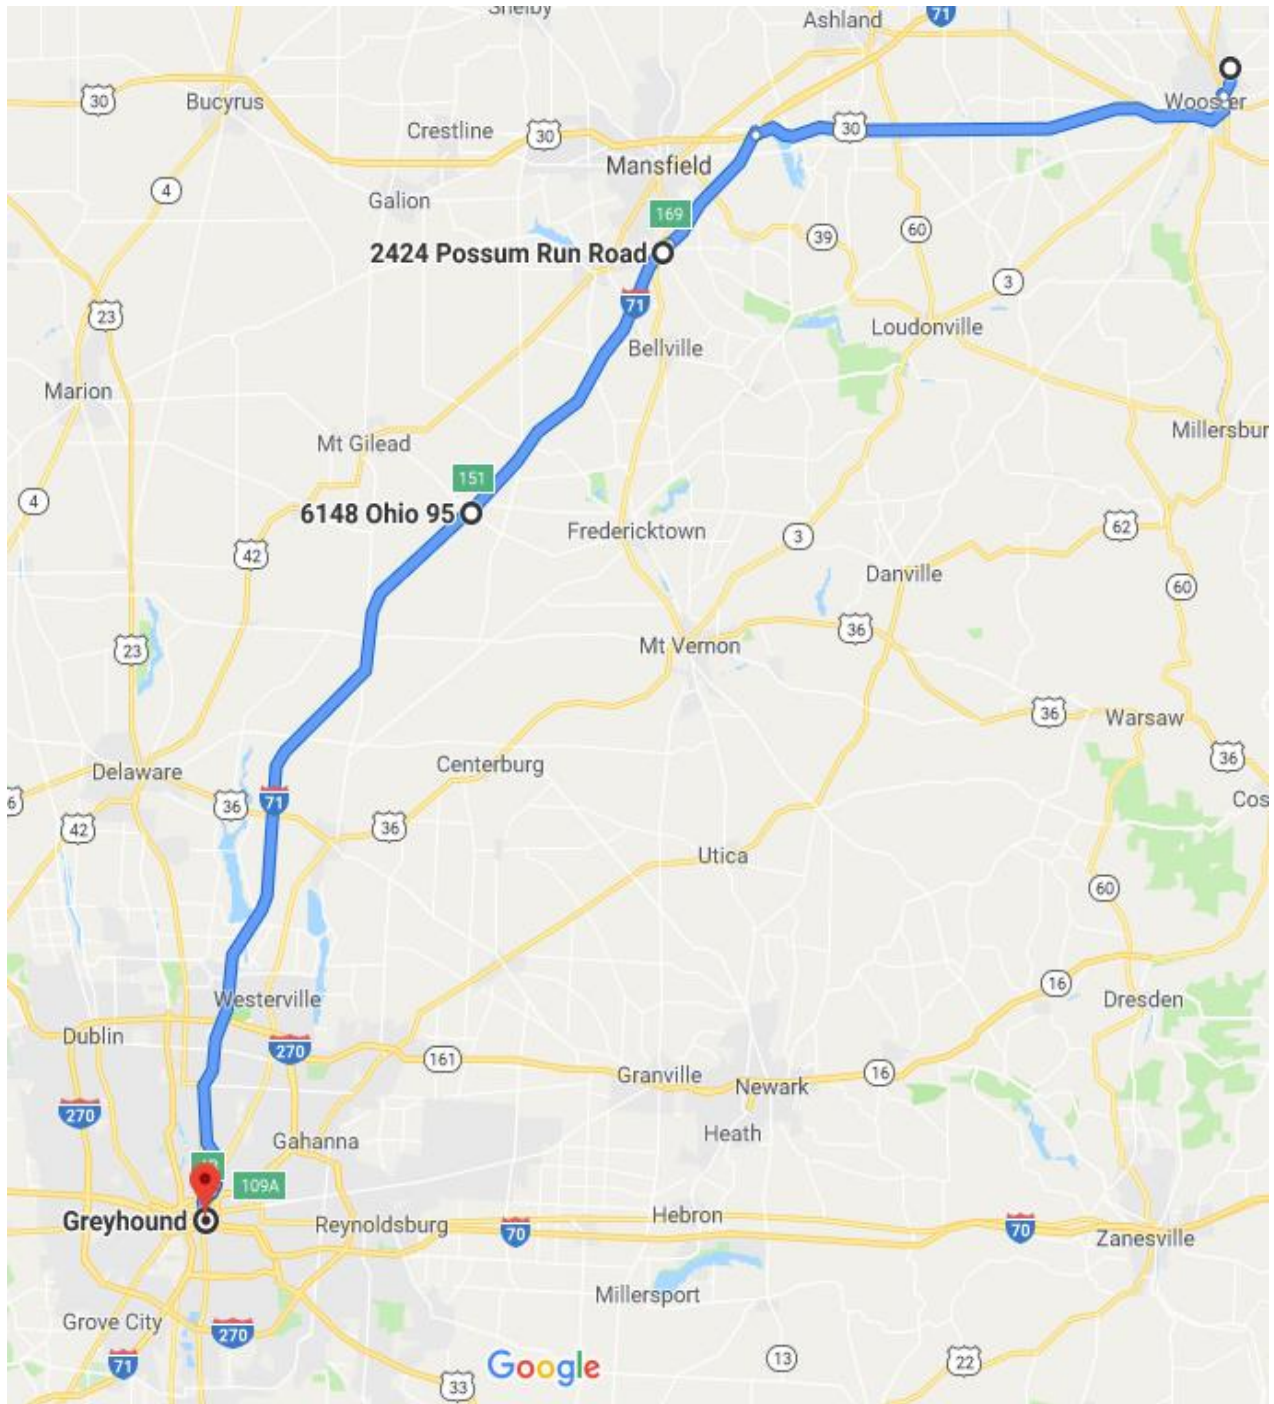 Shelby
Ashland
71
30
Bucyrus
Crestline
30
Wooster
30
Mansfield
4
Galion
169
39
60
2424 Possum Run Road
3
71
23
Loudonville
Bellville
Marion
Millersbur
Mt Gilead
151
4
6148 Ohio 95
Fredericktown
3
62
42
Danville
60
36
23
Mt Vernon
36
Warsaw
36
Centerburg
Delaware
71
36
6
36
42
Cos
Utica
60
16
Westerville
Dresden
Dublin
270
161
Granville
16
Newark
270
Heath
Gahanna
109A
Greyhound
Reynoldsburg
70
Hebron
70
Zanesville
Millersport
Grove City
270
71
Google
13
22
33